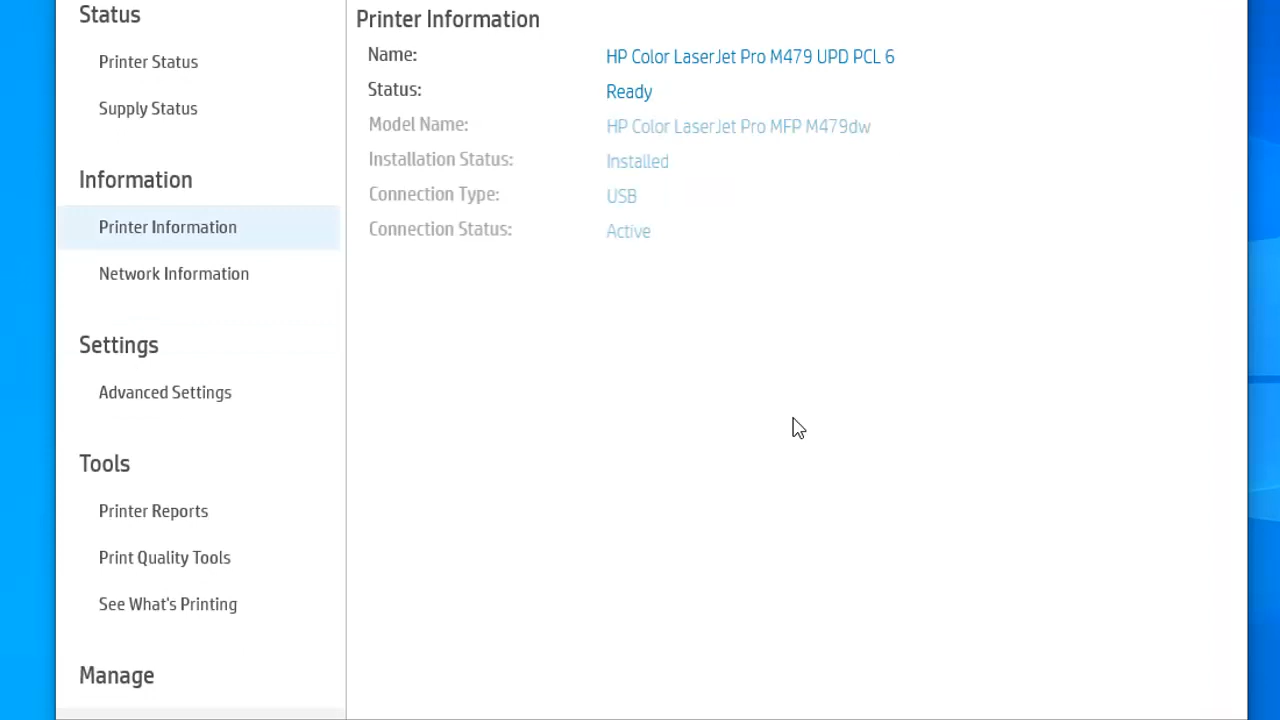 Status
Printer Status
Supply Status
Information
Printer Information
Network Information
Settings
Advanced Settings
Tools
Printer Reports
Print Quality Tools
See What's Printing
Manage
Printer Information
Name: HP Color LaserJet Pro M479 UPD PCL 6
Status: Ready
Model Name: HP Color LaserJet Pro MFP M479dw
Installation Status: Installed
Connection Type: USB
Connection Status: Active